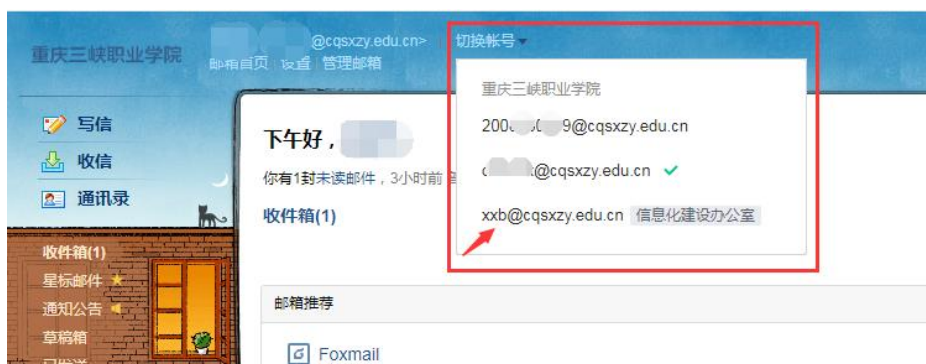 重庆三峡职业学院
@cqsxzy.edu.cn>
切换帐号
邮箱首页 设置 管理邮箱
重庆三峡职业学院
9@cqsxzy.edu.cn
@cqsxzy.edu.cn
xxb@cqsxzy.edu.cn 信息化建设办公室
写信
收信
通讯录
下午好，
你有1封未读邮件，3小时前
收件箱(1)
收件箱(1)
星标邮件
通知公告
草稿箱
已发送
邮箱推荐
Foxmail